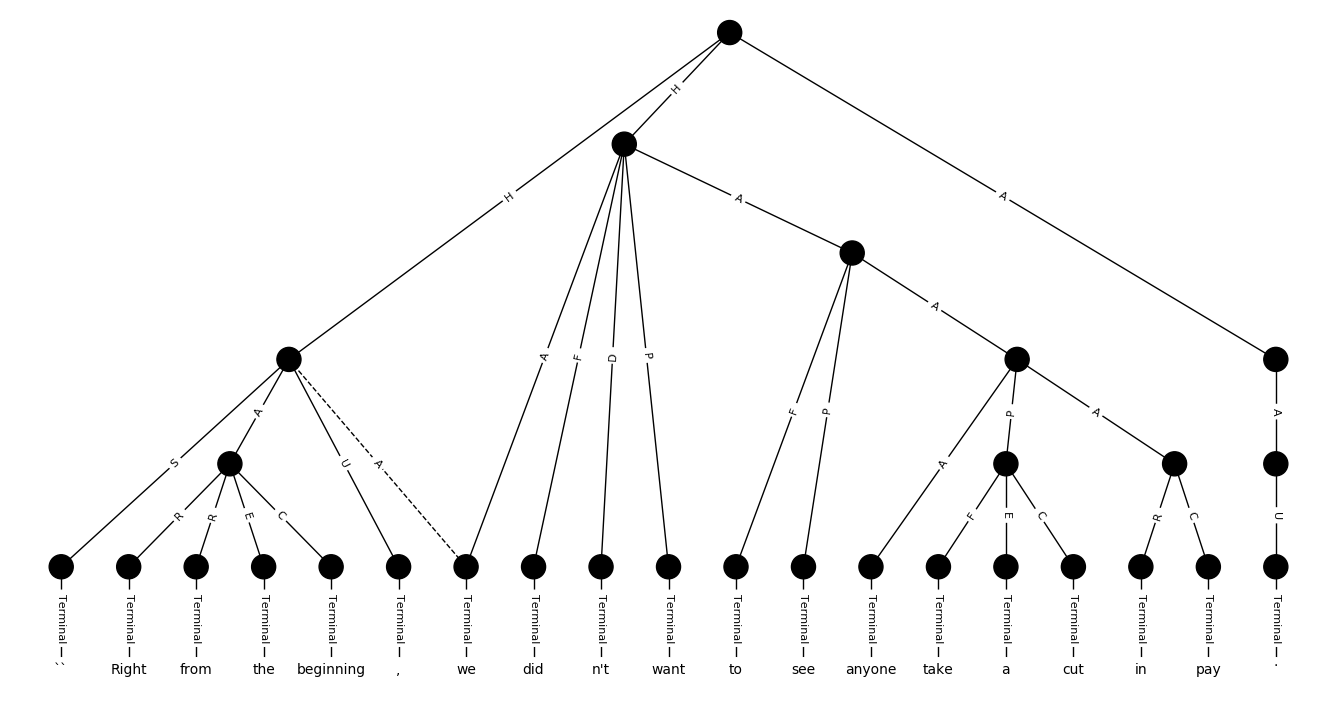 H
H
A
A
A
S
A
U
A
A
F
D
P
F
P
A
P
A
A
R
R
E
C
F
E
C
R
C
U
Terminal Terminal Terminal Terminal Terminal Terminal Terminal Terminal Terminal Terminal Terminal Terminal Terminal Terminal Terminal Terminal Terminal Terminal Terminal
`` Right from the beginning , we did n't want to see anyone take a cut in pay .